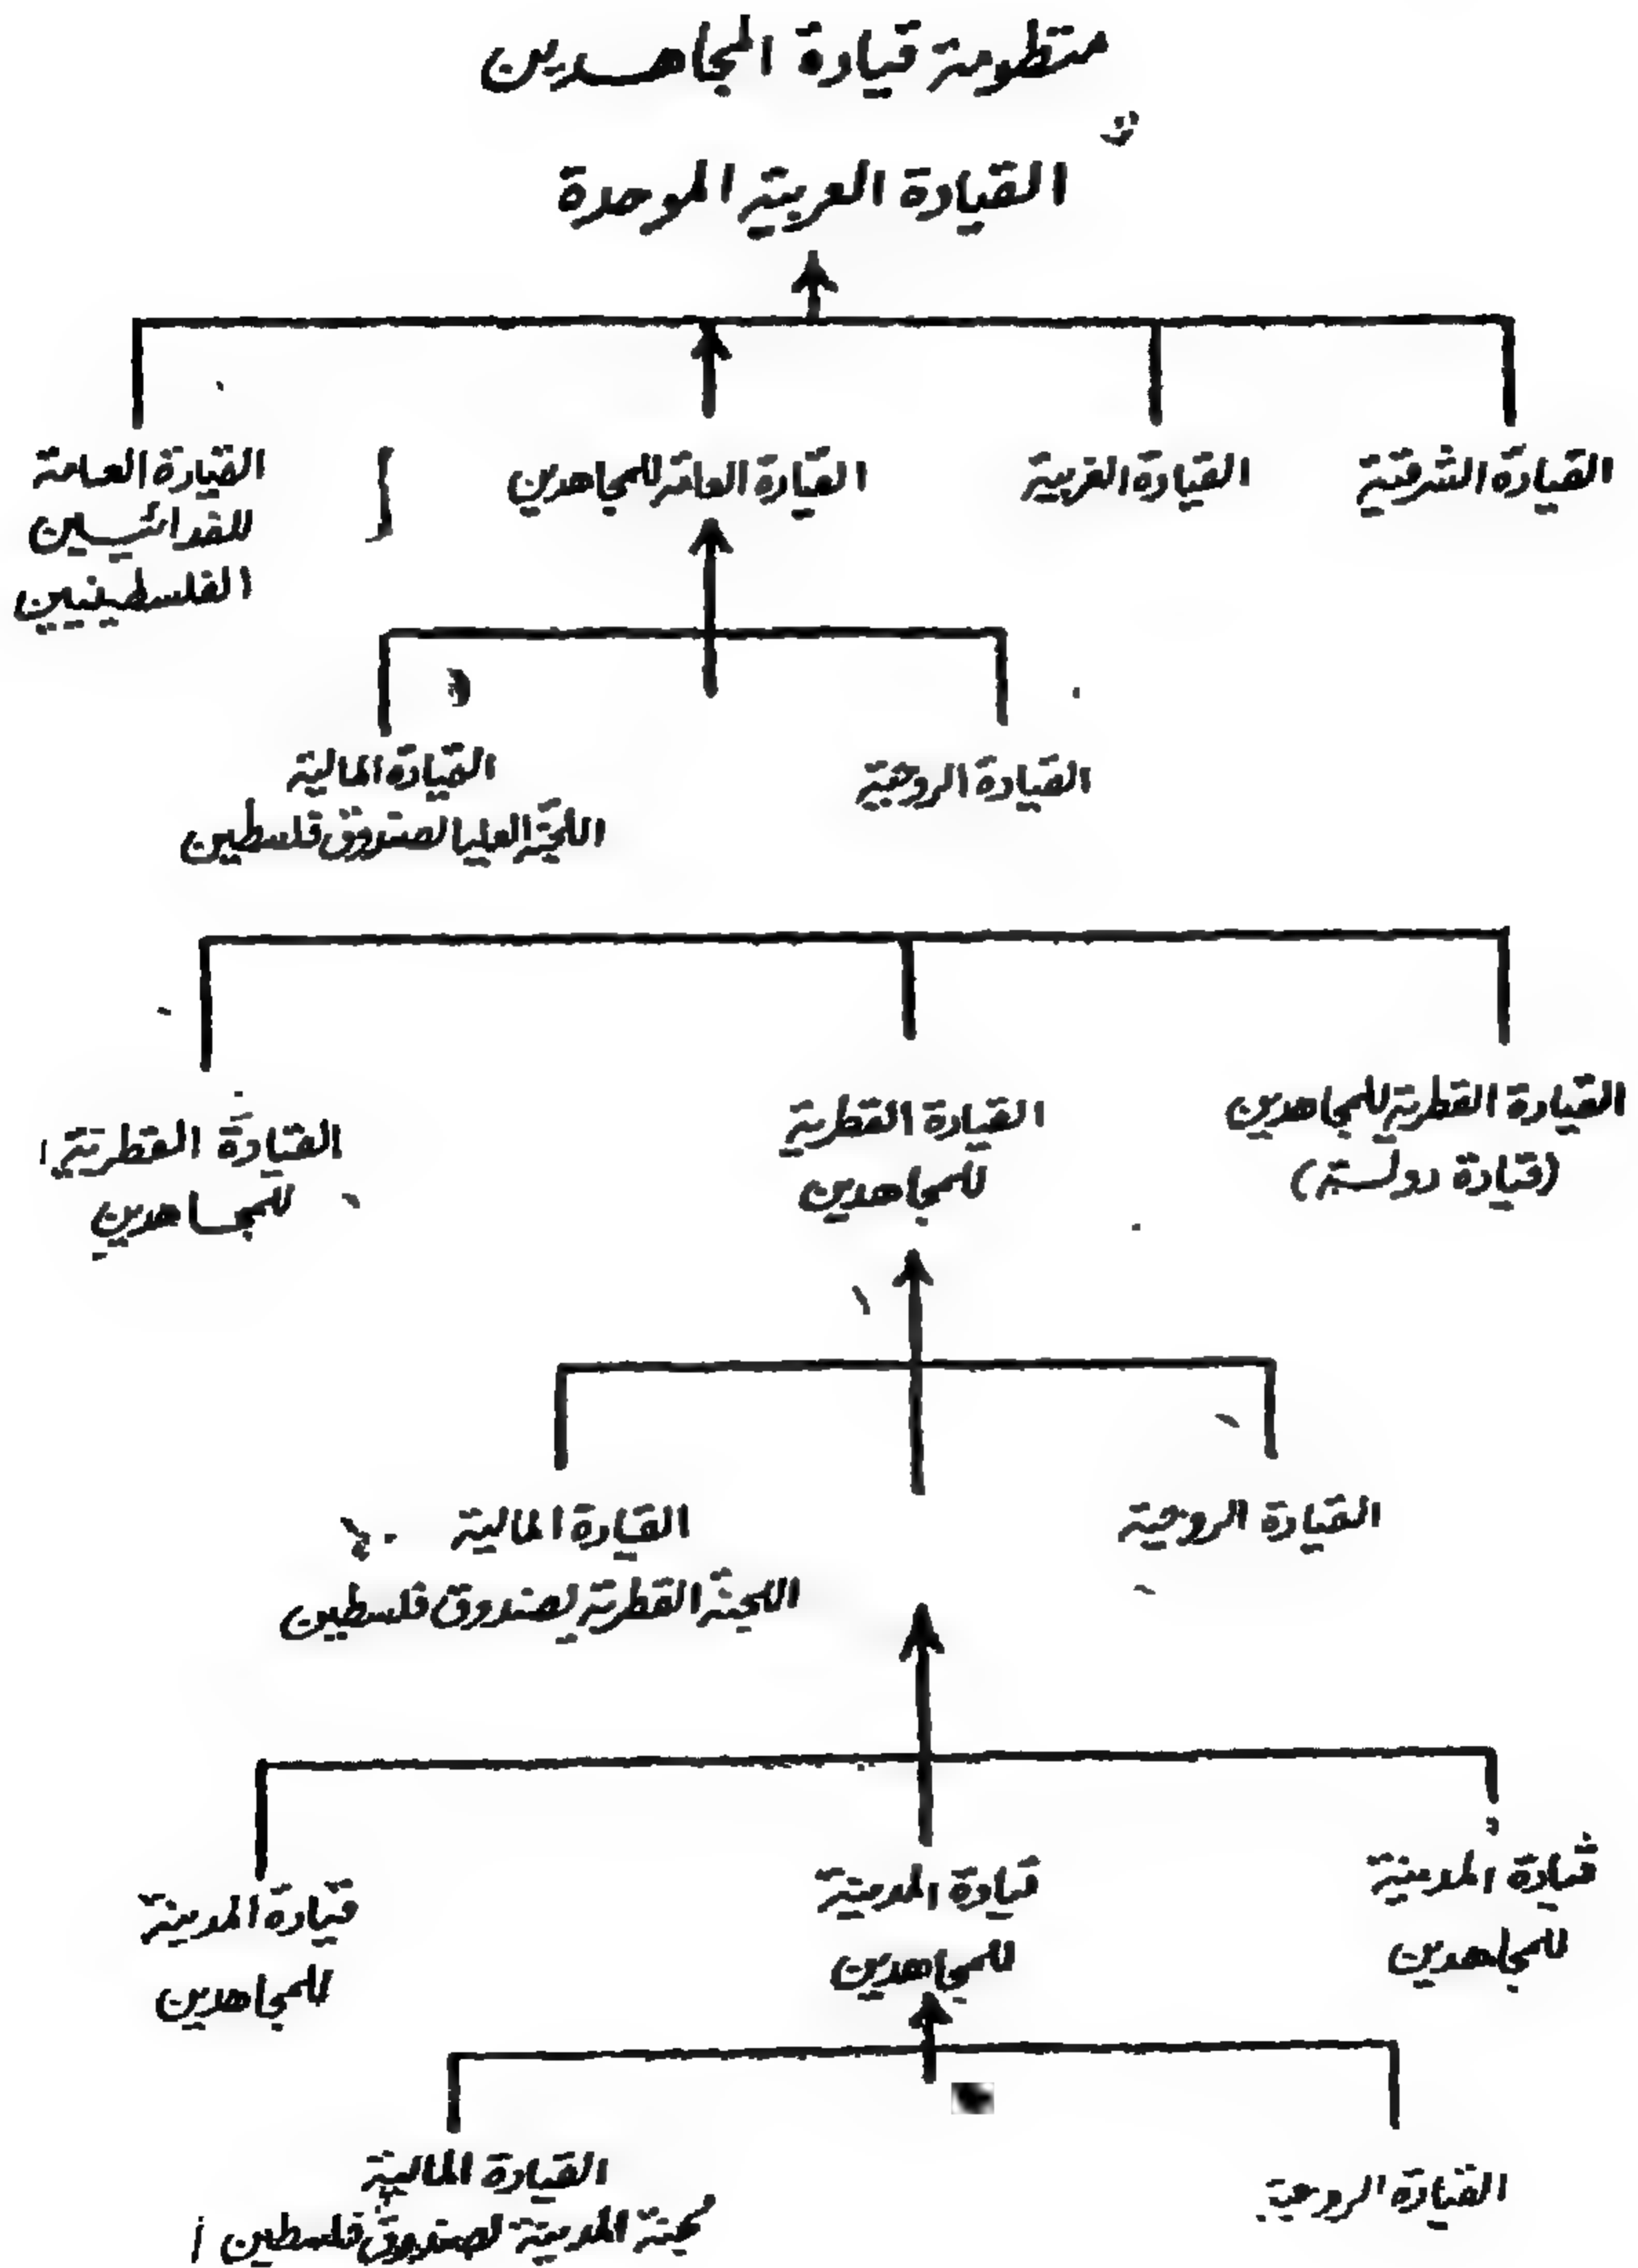 منظومة قيادة المجاهدين
القيادة العربية الموحدة
القيادة الشرقية
القيادة الغربية
القيادة العامة للمجاهدين
القيادة العامة
للفدائيين
الفلسطينيين
القيادة الروحية
القيادة المالية
اللجنة العليا لصندوق فلسطين
القيادة القطرية للمجاهدين
(قيادة دولة)
القيادة القطرية
للمجاهدين
القيادة القطرية
للمجاهدين
القيادة الروحية
القيادة المالية
اللجنة القطرية لصندوق فلسطين
قيادة المدينة
للمجاهدين
قيادة المدينة
للمجاهدين
قيادة المدينة
للمجاهدين
القيادة الروحية
القيادة المالية
لجنة المدينة لصندوق فلسطين